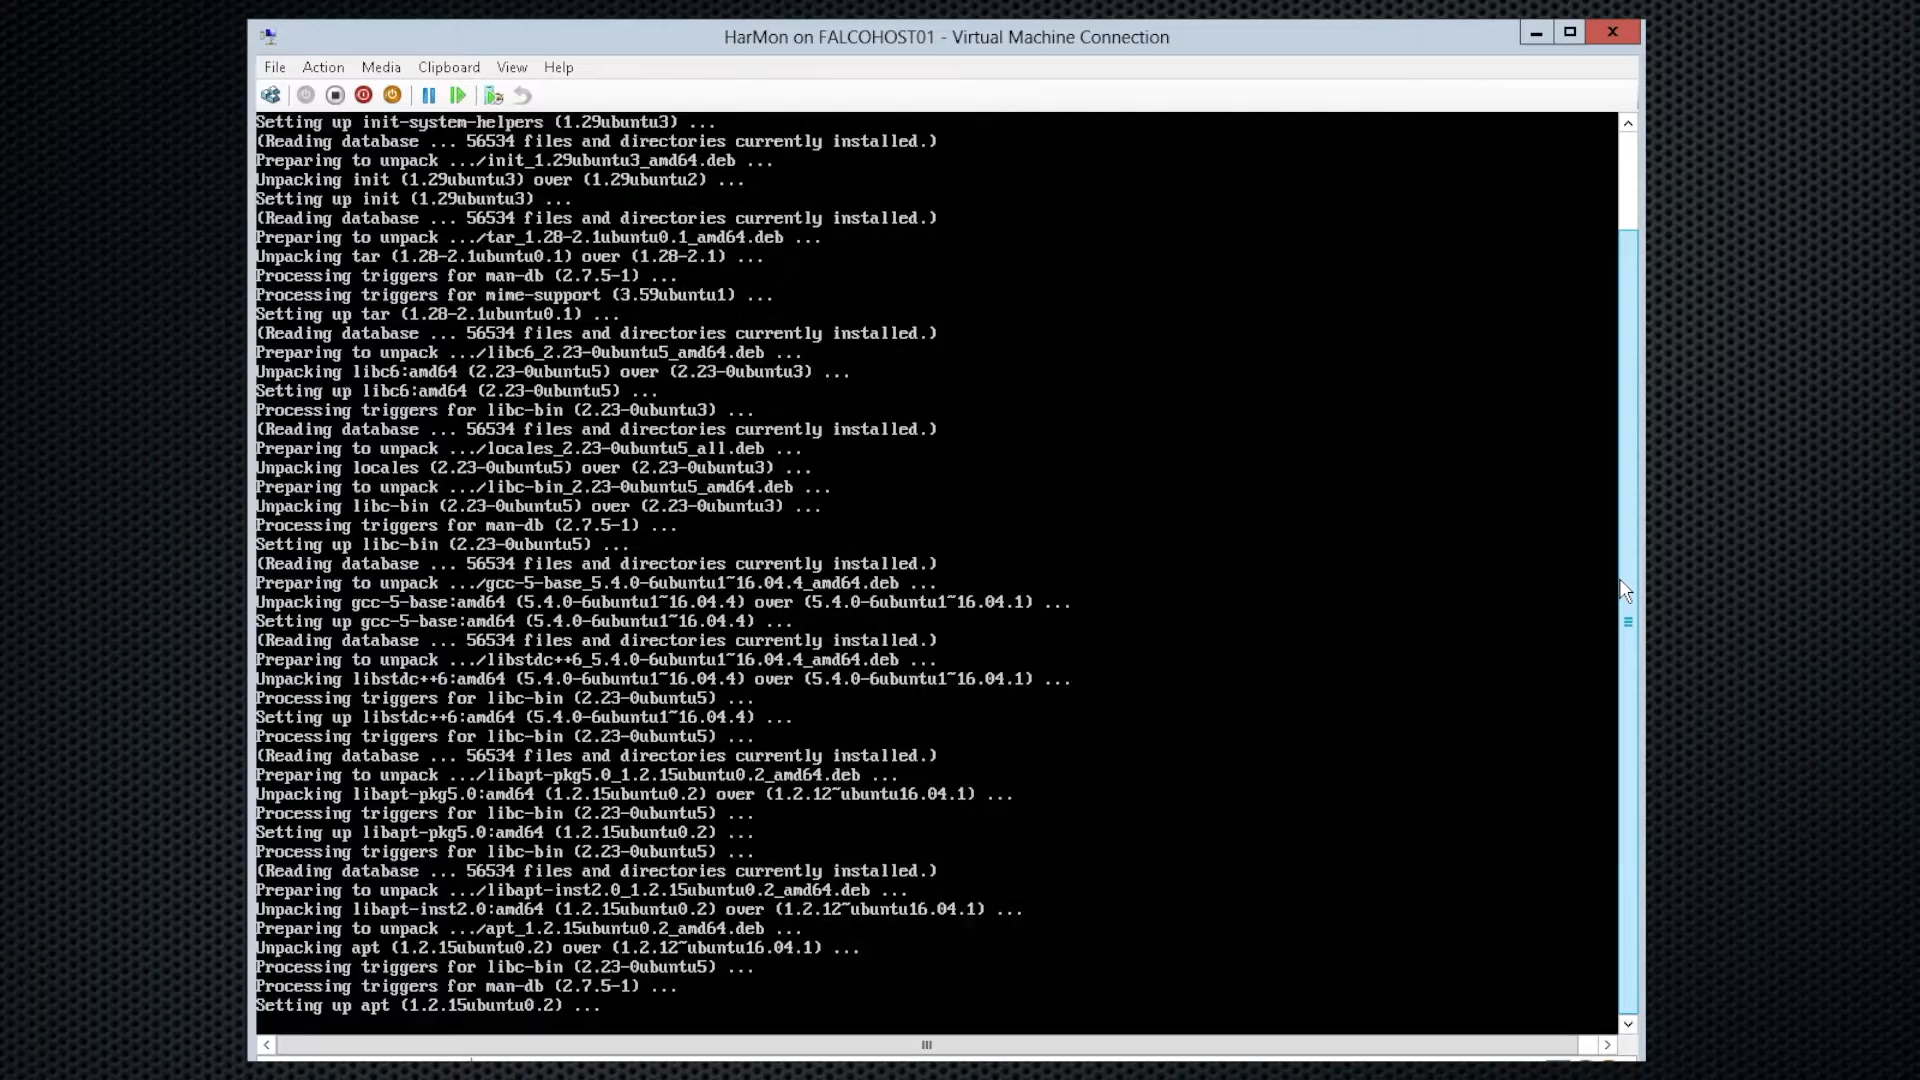 HarMon on FALCOHOST01 - Virtual Machine Connection
File Action Media Clipboard View Help
Setting up init-system-helpers (1.29ubuntu3) ...
(Reading database ... 56534 files and directories currently installed.)
Preparing to unpack .../init_1.29ubuntu3_amd64.deb ...
Unpacking init (1.29ubuntu3) over (1.29ubuntu2) ...
Setting up init (1.29ubuntu3) ...
(Reading database ... 56534 files and directories currently installed.)
Preparing to unpack .../tar_1.28-2.1ubuntu0.1_amd64.deb ...
Unpacking tar (1.28-2.1ubuntu0.1) over (1.28-2.1) ...
Processing triggers for man-db (2.7.5-1) ...
Processing triggers for mime-support (3.59ubuntu1) ...
Setting up tar (1.28-2.1ubuntu0.1) ...
(Reading database ... 56534 files and directories currently installed.)
Preparing to unpack .../libc6_2.23-0ubuntu5_amd64.deb ...
Unpacking libc6:amd64 (2.23-0ubuntu5) over (2.23-0ubuntu3) ...
Setting up libc6:amd64 (2.23-0ubuntu5) ...
Processing triggers for libc-bin (2.23-0ubuntu3) ...
(Reading database ... 56534 files and directories currently installed.)
Preparing to unpack .../locales_2.23-0ubuntu5_all.deb ...
Unpacking locales (2.23-0ubuntu5) over (2.23-0ubuntu3) ...
Preparing to unpack .../libc-bin_2.23-0ubuntu5_amd64.deb ...
Unpacking libc-bin (2.23-0ubuntu5) over (2.23-0ubuntu3) ...
Processing triggers for man-db (2.7.5-1) ...
Setting up libc-bin (2.23-0ubuntu5) ...
(Reading database ... 56534 files and directories currently installed.)
Preparing to unpack .../gcc-5-base_5.4.0-6ubuntu1~16.04.4_amd64.deb ...
Unpacking gcc-5-base:amd64 (5.4.0-6ubuntu1~16.04.4) over (5.4.0-6ubuntu1~16.04.1) ...
Setting up gcc-5-base:amd64 (5.4.0-6ubuntu1~16.04.4) ...
(Reading database ... 56534 files and directories currently installed.)
Preparing to unpack .../libstdc++6_5.4.0-6ubuntu1~16.04.4_amd64.deb ...
Unpacking libstdc++6:amd64 (5.4.0-6ubuntu1~16.04.4) over (5.4.0-6ubuntu1~16.04.1) ...
Processing triggers for libc-bin (2.23-0ubuntu5) ...
Setting up libstdc++6:amd64 (5.4.0-6ubuntu1~16.04.4) ...
Processing triggers for libc-bin (2.23-0ubuntu5) ...
(Reading database ... 56534 files and directories currently installed.)
Preparing to unpack .../libapt-pkg5.0_1.2.15ubuntu0.2_amd64.deb ...
Unpacking libapt-pkg5.0:amd64 (1.2.15ubuntu0.2) over (1.2.12~ubuntu16.04.1) ...
Processing triggers for libc-bin (2.23-0ubuntu5) ...
Setting up libapt-pkg5.0:amd64 (1.2.15ubuntu0.2) ...
Processing triggers for libc-bin (2.23-0ubuntu5) ...
(Reading database ... 56534 files and directories currently installed.)
Preparing to unpack .../libapt-inst2.0_1.2.15ubuntu0.2_amd64.deb ...
Unpacking libapt-inst2.0:amd64 (1.2.15ubuntu0.2) over (1.2.12~ubuntu16.04.1) ...
Preparing to unpack .../apt_1.2.15ubuntu0.2_amd64.deb ...
Unpacking apt (1.2.15ubuntu0.2) over (1.2.12~ubuntu16.04.1) ...
Processing triggers for libc-bin (2.23-0ubuntu5) ...
Processing triggers for man-db (2.7.5-1) ...
Setting up apt (1.2.15ubuntu0.2) ...